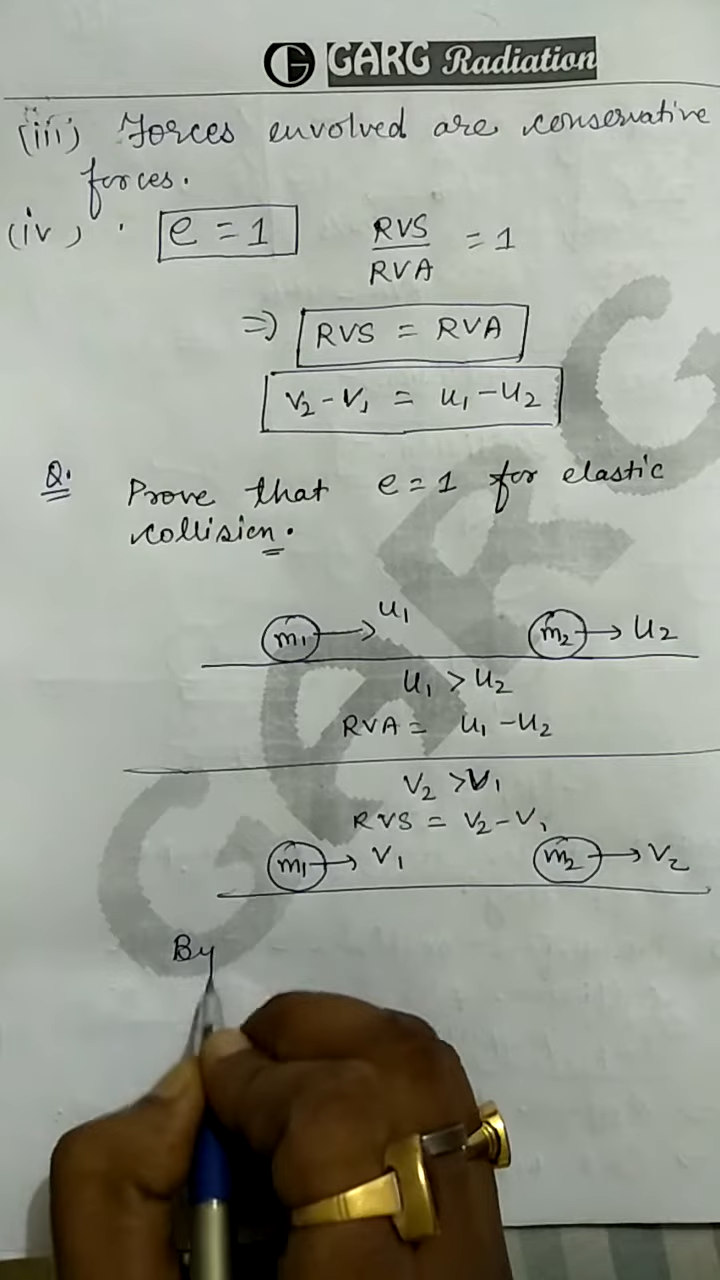 G GARG Radiation
(iii) Forces envolved are conservative
forces.
(iv) . e = 1 RVS/RVA = 1
=) RVS = RVA
V₂ - V₁ = u₁ - u₂
Q. Prove that e = 1 for elastic
collision.
m₁ → u₁ m₂ → u₂
u₁ > u₂
RVA = u₁ - u₂
V₂ > V₁
RVS = V₂ - V₁
m₁ → V₁ m₂ → V₂
By
GARG